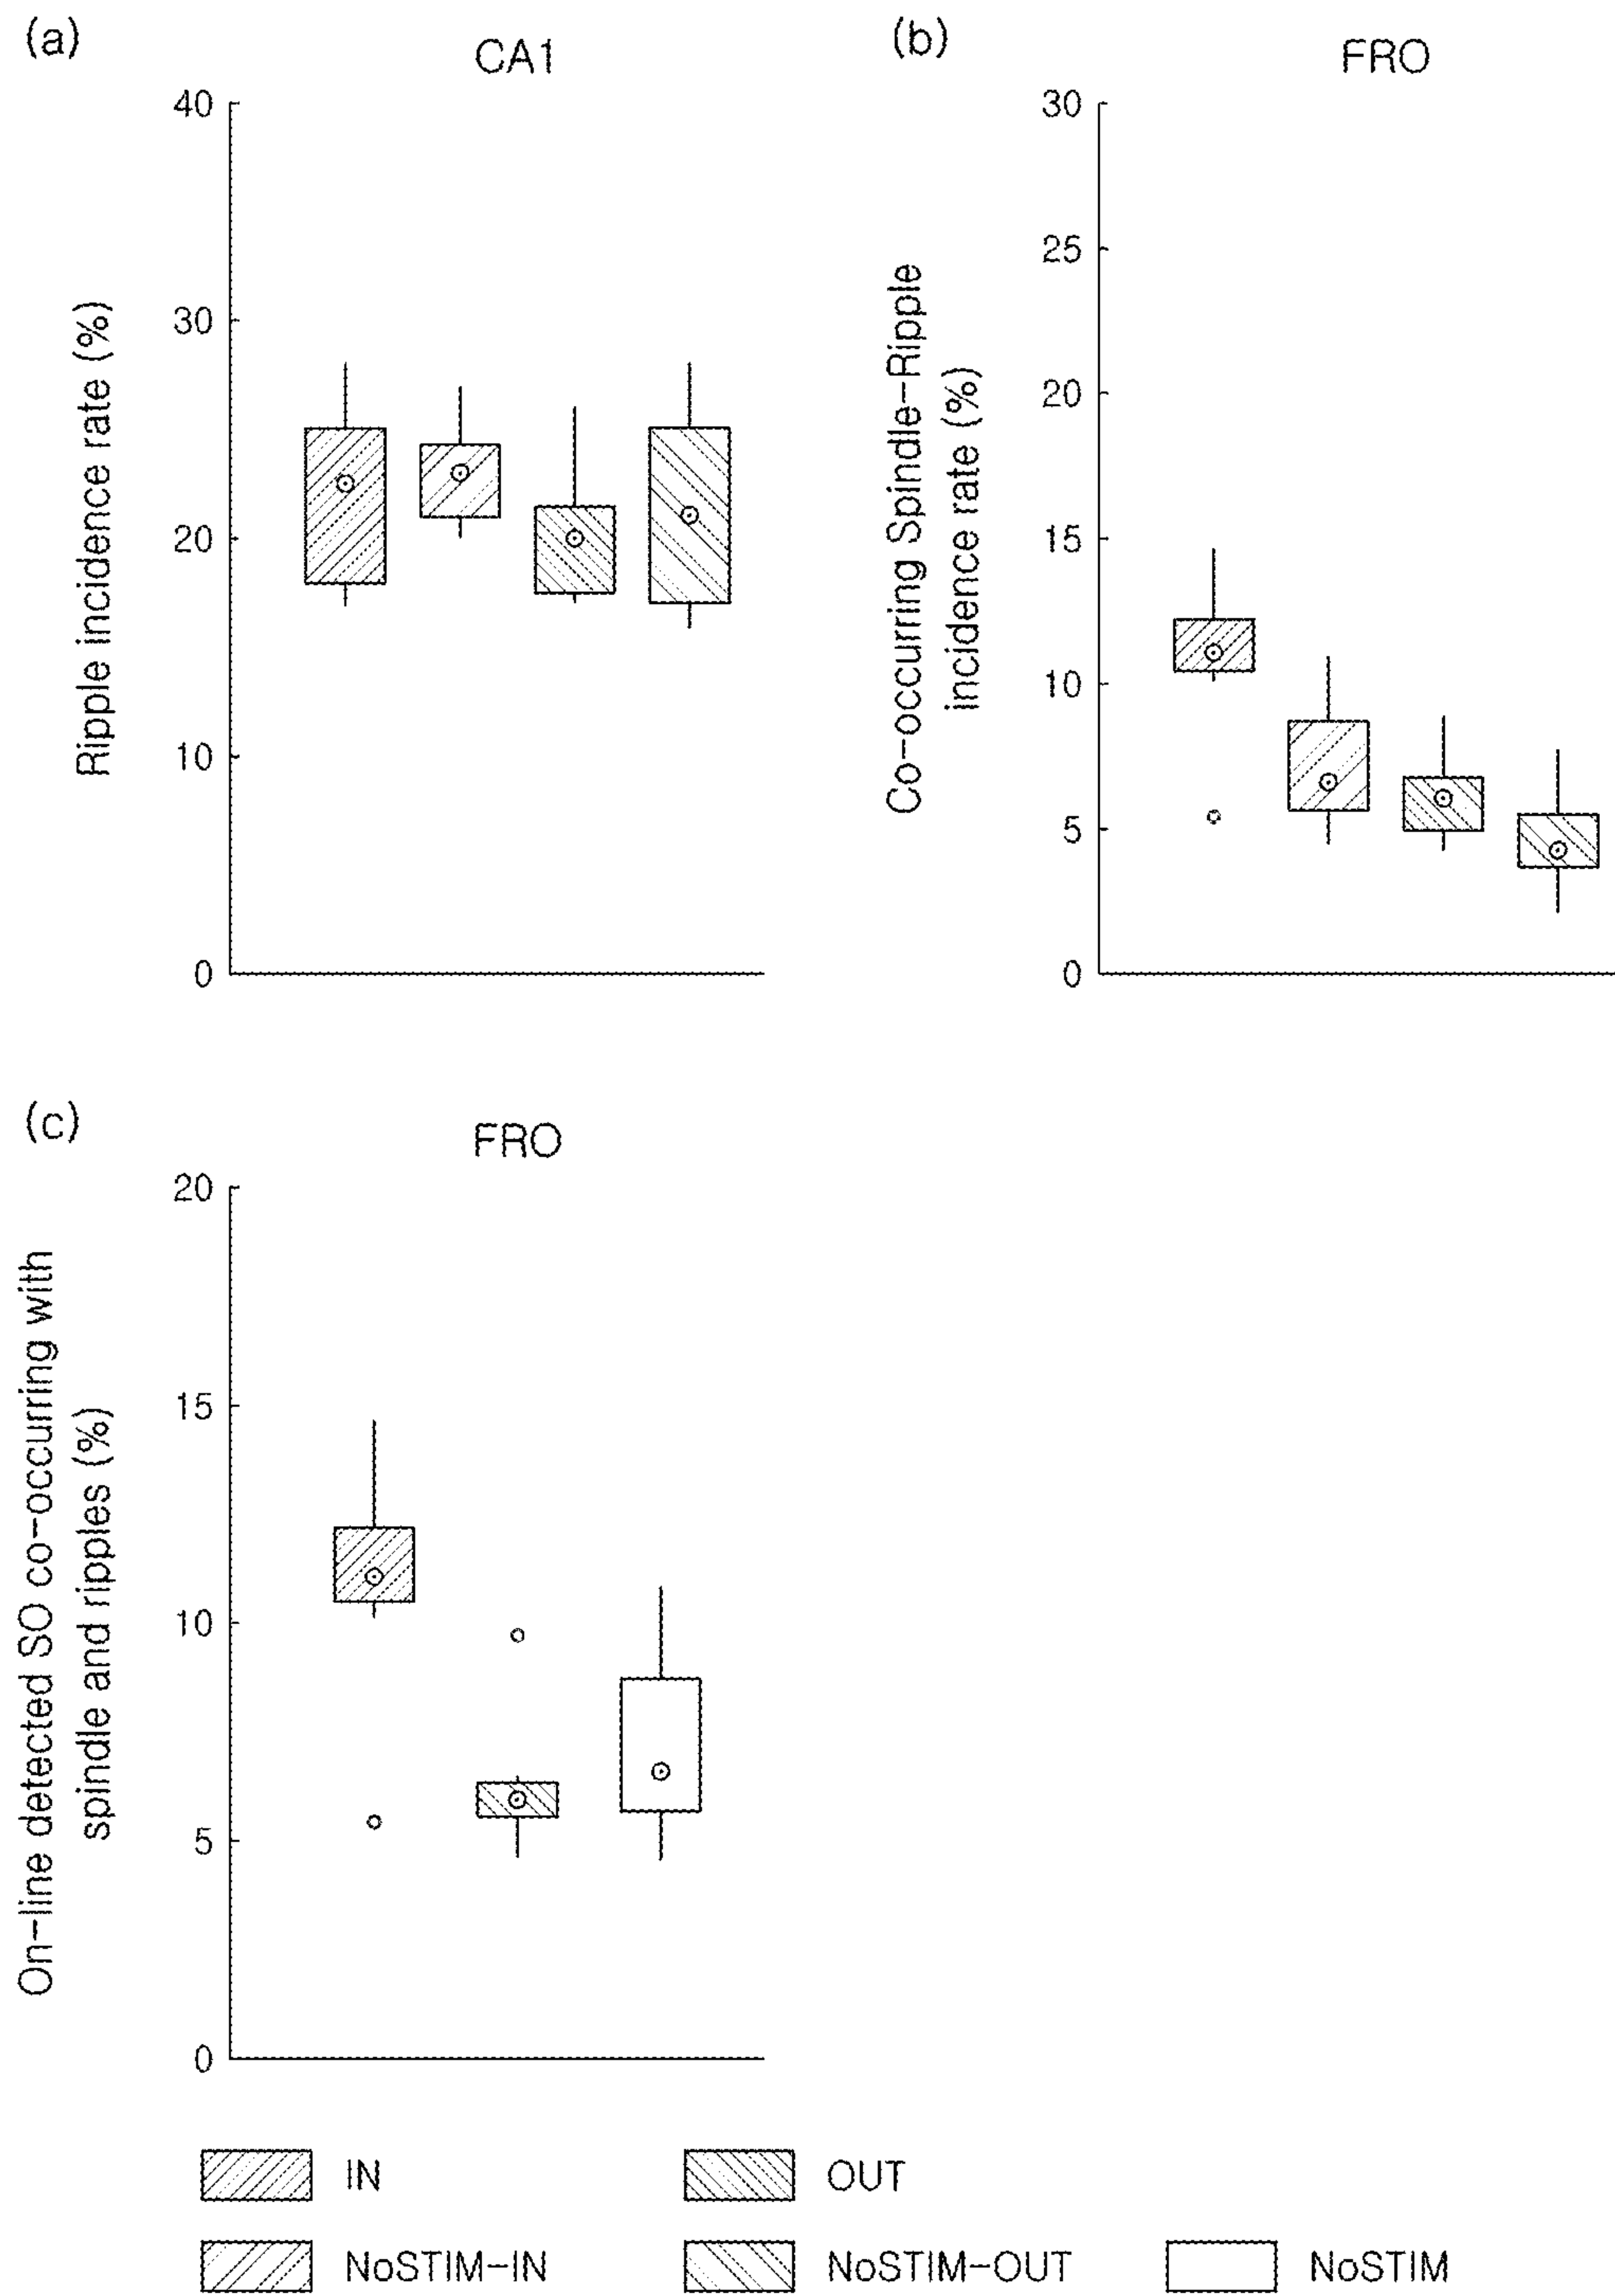 (a)
CA1
40
30
20
10
0
Ripple incidence rate (%)
(b)
FRO
30
25
20
15
10
5
0
Co-occurring Spindle-Ripple
incidence rate (%)
(c)
FRO
20
15
10
5
0
On-line detected SO co-occurring with
spindle and ripples (%)
IN
OUT
NoSTIM-IN
NoSTIM-OUT
NoSTIM